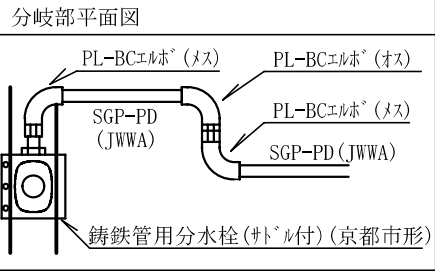 分岐部平面図
PL-BCエルボ(メス)
PL-BCエルボ(オス)
SGP-PD
(JWWA)
PL-BCエルボ(メス)
SGP-PD(JWWA)
鋳鉄管用分水栓(サドル付)(京都市形)